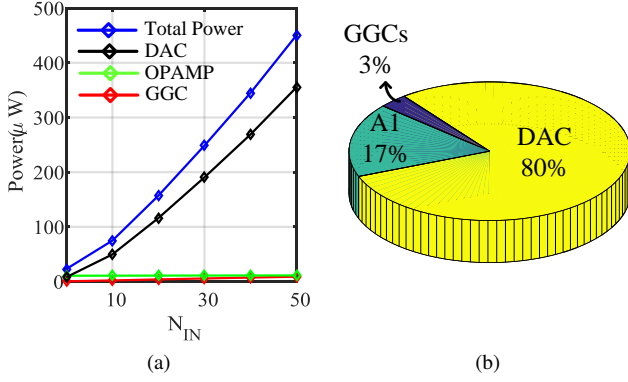 500
400
300
200
100
0
Power(μ W)
Total Power
DAC
OPAMP
GGC
10
30
50
N_IN
(a)
GGCs
3%
A1
17%
DAC
80%
(b)